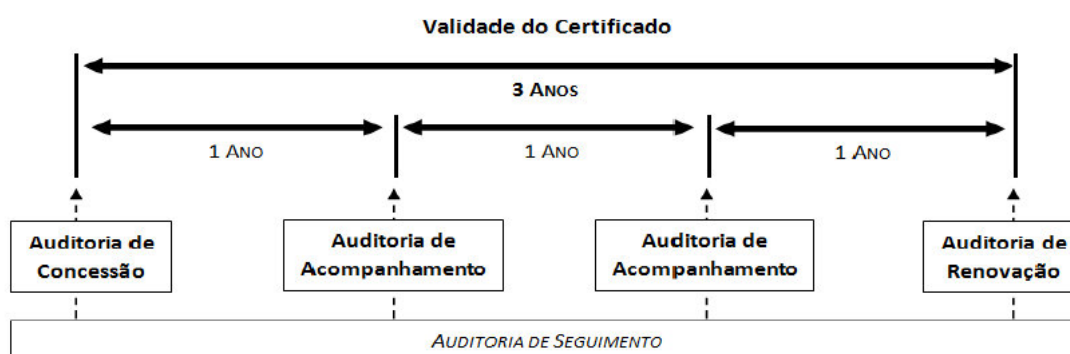 Validade do Certificado
3 ANOS
1 ANO
1 ANO
1 ANO
Auditoria de
Concessão
Auditoria de
Acompanhamento
Auditoria de
Acompanhamento
Auditoria de
Renovação
AUDITORIA DE SEGUIMENTO